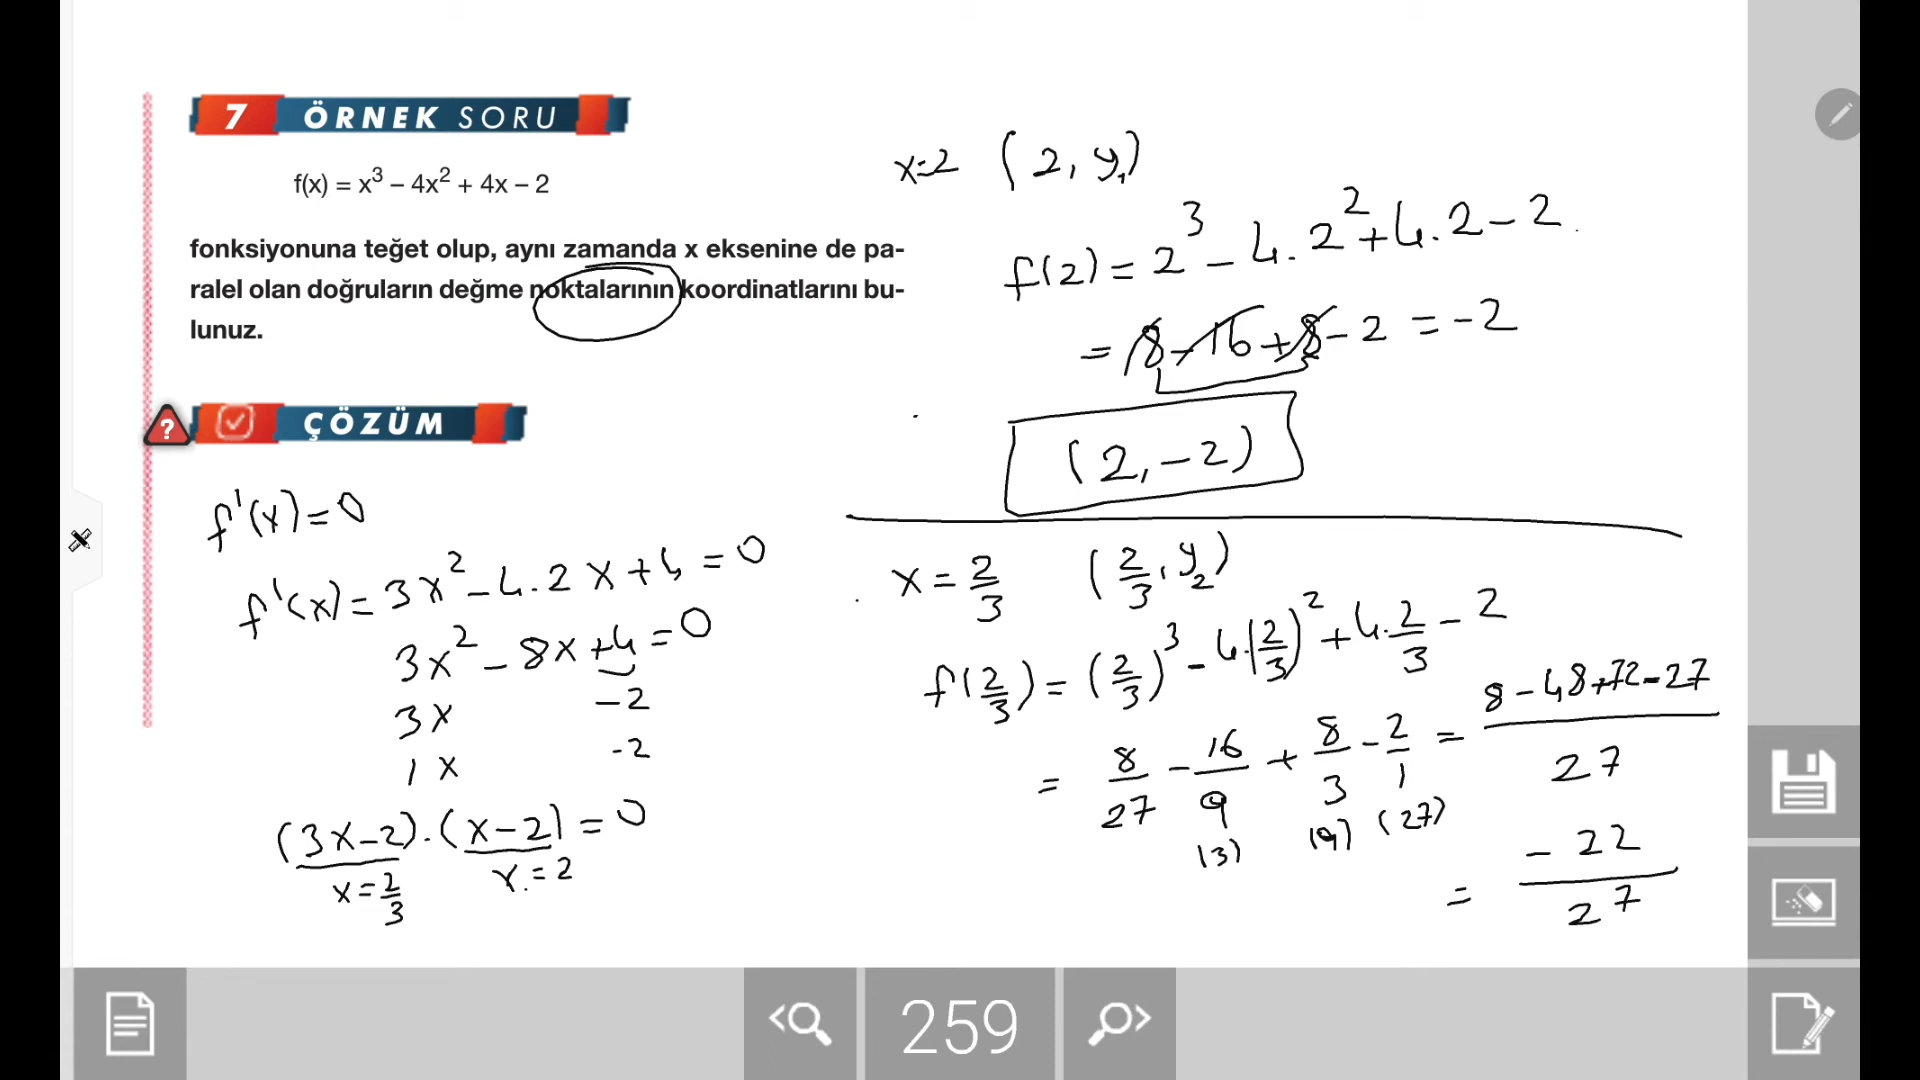 7 ÖRNEK SORU
f(x) = x³ – 4x² + 4x – 2
fonksiyonuna teğet olup, aynı zamanda x eksenine de pa-
ralel olan doğruların değme noktalarının koordinatlarını bu-
lunuz.
? ÇÖZÜM
f'(x) = 0
f'(x) = 3x² – 4.2x + 4 = 0
3x² – 8x + 4 = 0
3x –2
1x -2
(3x–2).(x–2) = 0
x = 2/3 x = 2
x=2 (2, y₁)
f(2) = 2³ – 4.2² + 4.2 – 2
= 8 – 16 + 8 – 2 = -2
(2, –2)
x = 2/3 (2/3, y₂)
f(2/3) = (2/3)³ - 4.(2/3)² + 4.2/3 – 2
= 8/27 – 16/9 + 8/3 – 2/1 = 8 – 48 + 72 – 27 / 27
(3) (9) (27)
= – 22/27
259